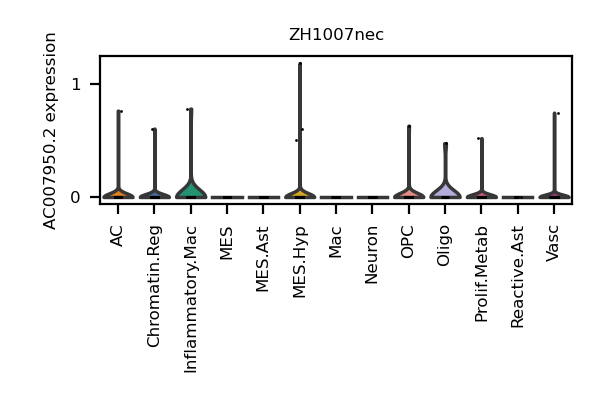 ZH1007nec
AC007950.2 expression
1
0
AC
Chromatin.Reg
Inflammatory.Mac
MES
MES.Ast
MES.Hyp
Mac
Neuron
OPC
Oligo
Prolif.Metab
Reactive.Ast
Vasc